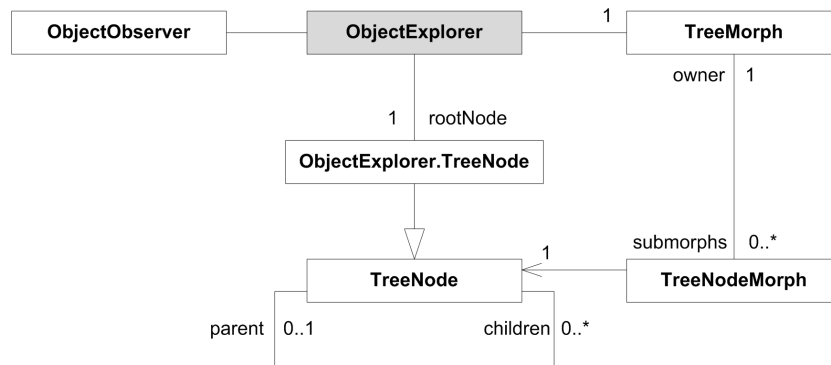 ObjectObserver
ObjectExplorer
1
TreeMorph
owner 1
1 rootNode
ObjectExplorer.TreeNode
submorphs 0..*
1
TreeNode
TreeNodeMorph
parent 0..1
children 0..*